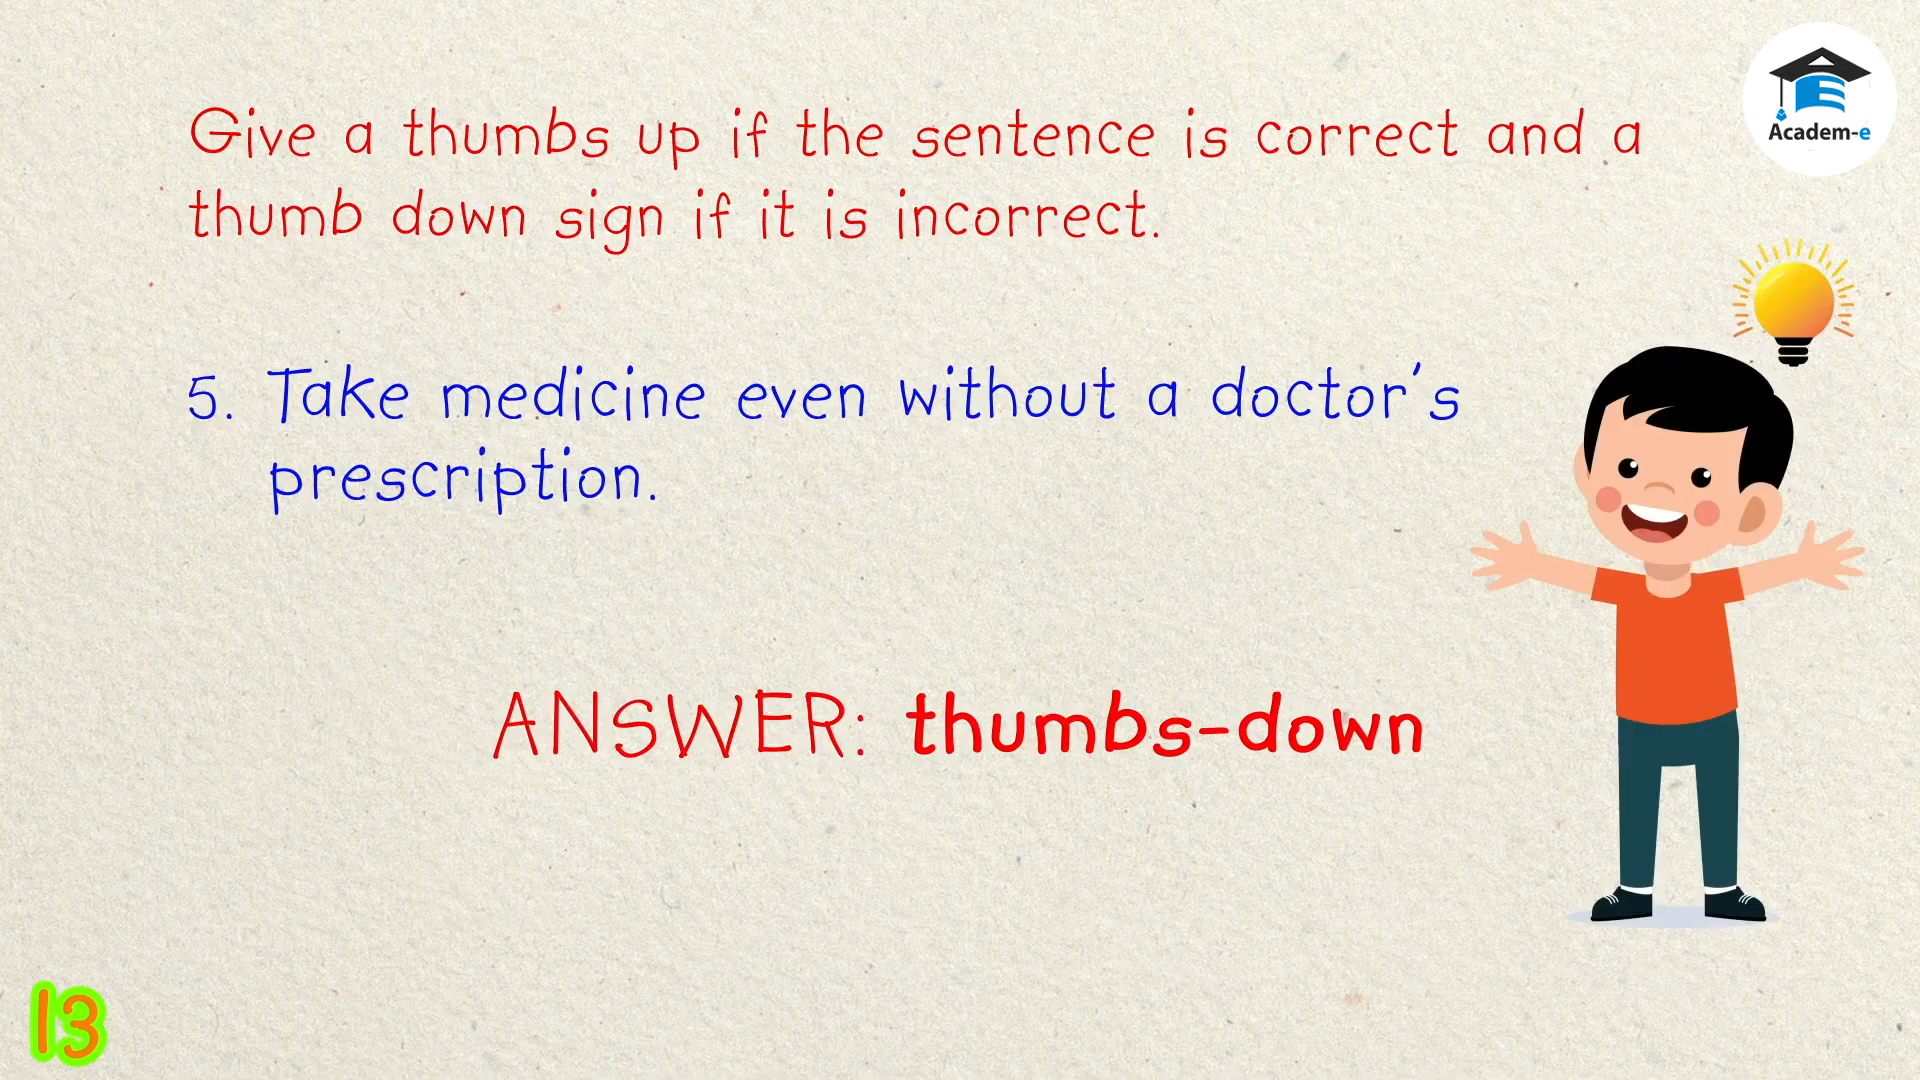 Academ-e
Give a thumbs up if the sentence is correct and a
thumb down sign if it is incorrect.
5. Take medicine even without a doctor's
prescription.
ANSWER: thumbs-down
13